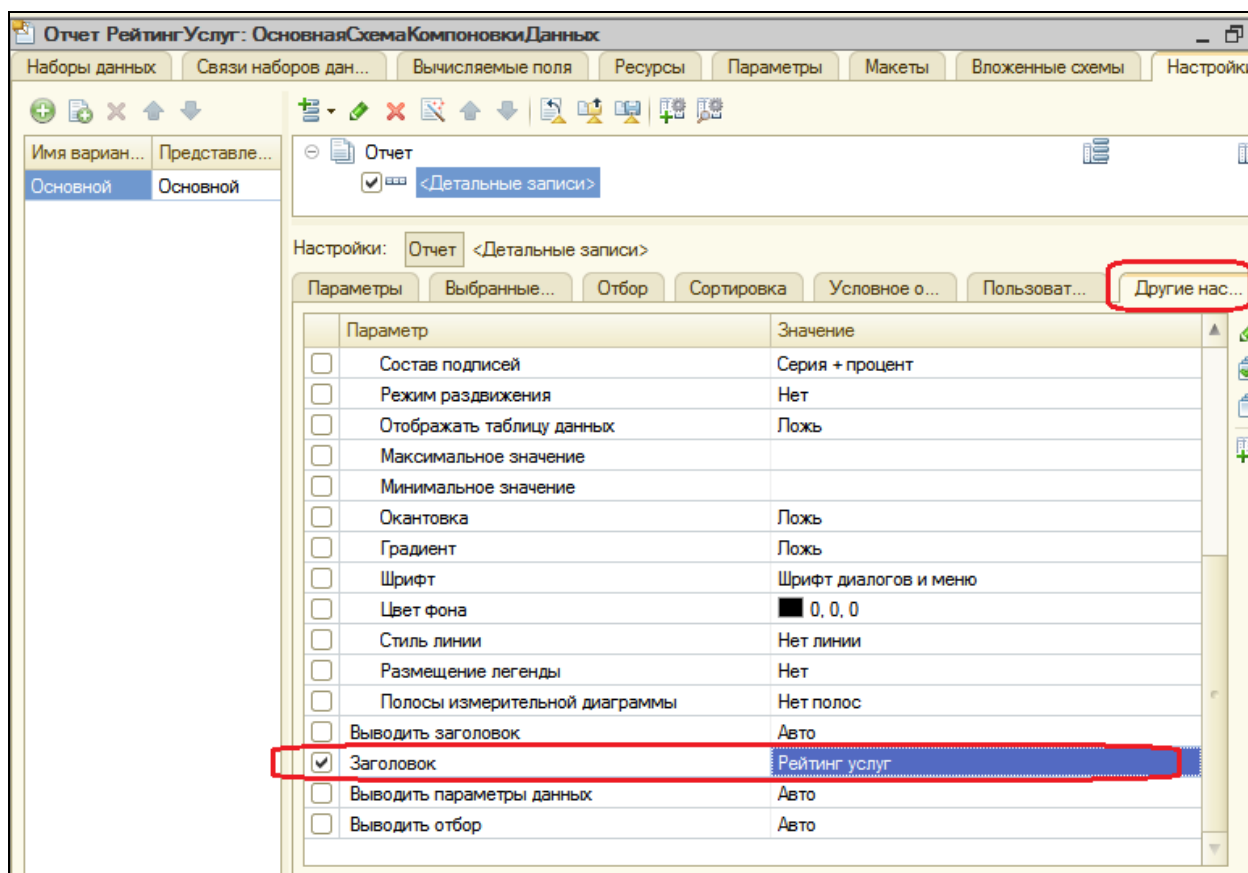 Отчет РейтингУслуг: ОсновнаяСхемаКомпоновкиДанных
Наборы данных Связи наборов дан... Вычисляемые поля Ресурсы Параметры Макеты Вложенные схемы Настройки
Имя вариан... Представле...
Основной Основной
Отчет
<Детальные записи>
Настройки: Отчет <Детальные записи>
Параметры Выбранные... Отбор Сортировка Условное о... Пользоват... Другие нас...
Параметр Значение
Состав подписей Серия + процент
Режим раздвижения Нет
Отображать таблицу данных Ложь
Максимальное значение
Минимальное значение
Окантовка Ложь
Градиент Ложь
Шрифт Шрифт диалогов и меню
Цвет фона 0, 0, 0
Стиль линии Нет линии
Размещение легенды Нет
Полосы измерительной диаграммы Нет полос
Выводить заголовок Авто
Заголовок Рейтинг услуг
Выводить параметры данных Авто
Выводить отбор Авто